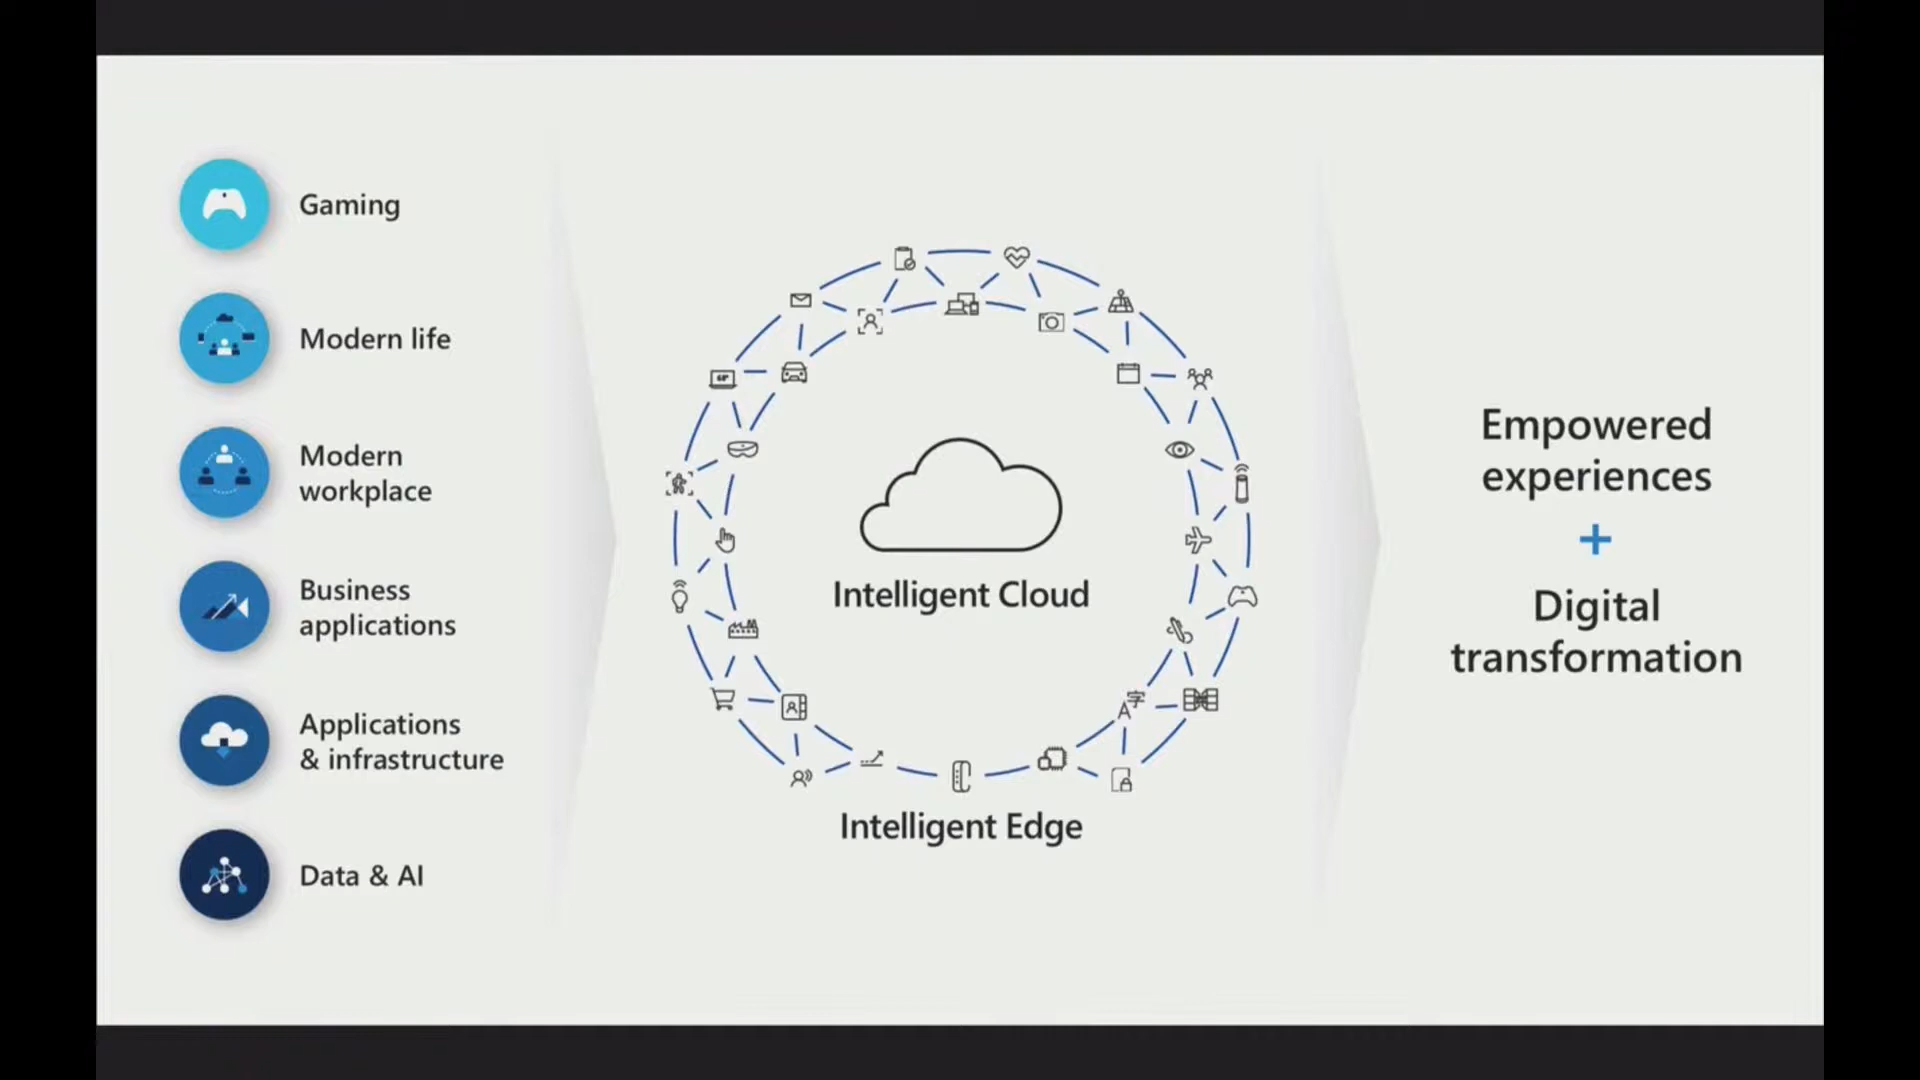 Gaming
Modern life
Modern
workplace
Business
applications
Applications
& infrastructure
Data & AI
Intelligent Cloud
Intelligent Edge
Empowered
experiences
+
Digital
transformation